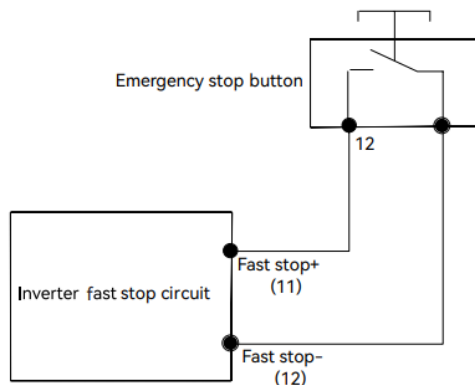 Emergency stop button
12
Fast stop+
(11)
Inverter fast stop circuit
Fast stop-
(12)